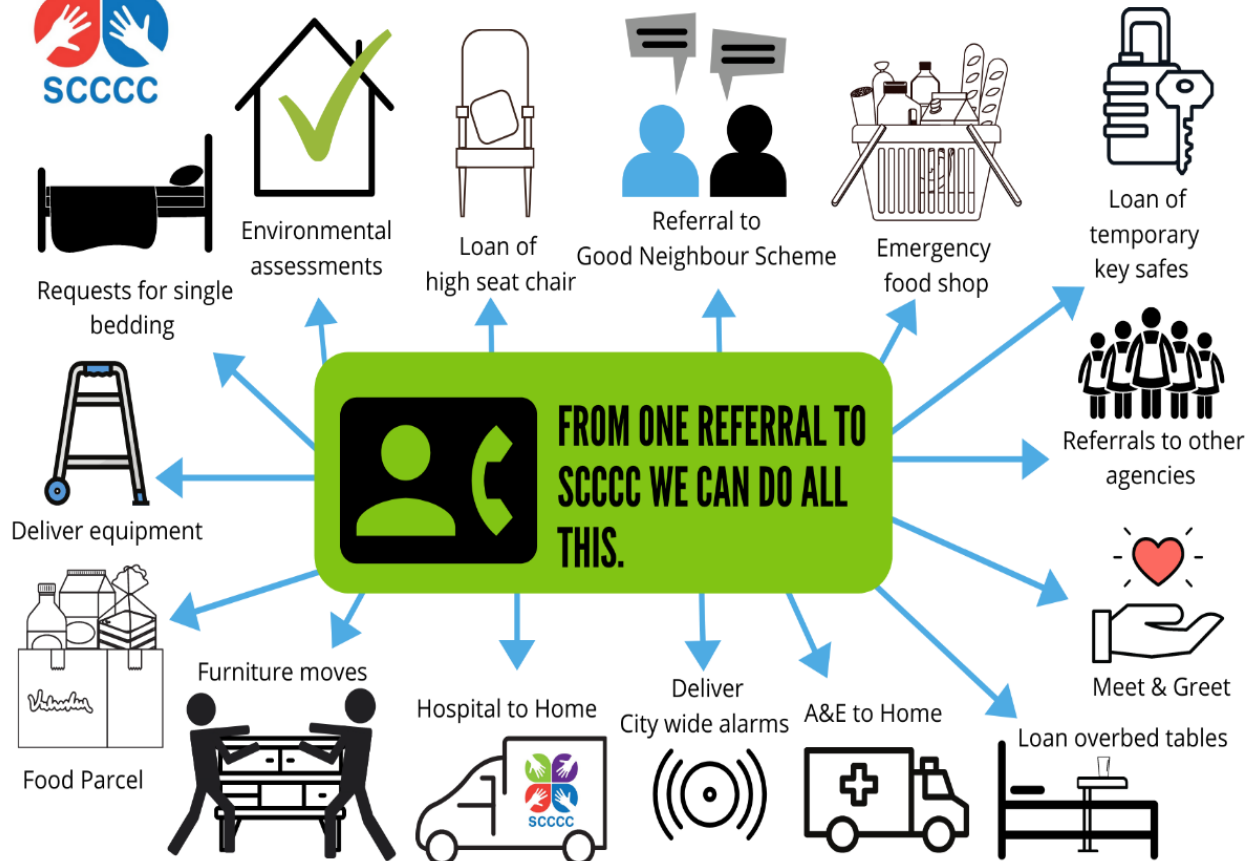 SCCCC
Environmental
assessments
Loan of
high seat chair
Referral to
Good Neighbour Scheme
Emergency
food shop
Loan of
temporary
key safes
Requests for single
bedding
FROM ONE REFERRAL TO
SCCCC WE CAN DO ALL
THIS.
Referrals to other
agencies
Deliver equipment
Meet & Greet
Food Parcel
Furniture moves
Hospital to Home
SCCCC
Deliver
City wide alarms
A&E to Home
Loan overbed tables